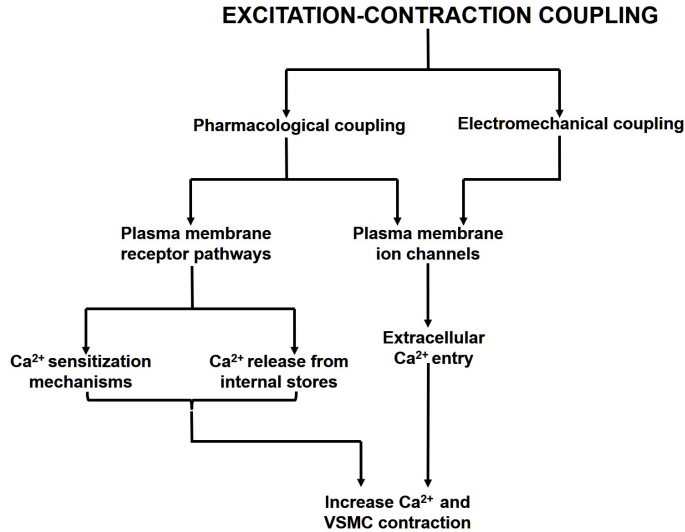 EXCITATION-CONTRACTION COUPLING
Pharmacological coupling
Electromechanical coupling
Plasma membrane
receptor pathways
Plasma membrane
ion channels
Extracellular
Ca²⁺ entry
Ca²⁺ sensitization
mechanisms
Ca²⁺ release from
internal stores
Increase Ca²⁺ and
VSMC contraction